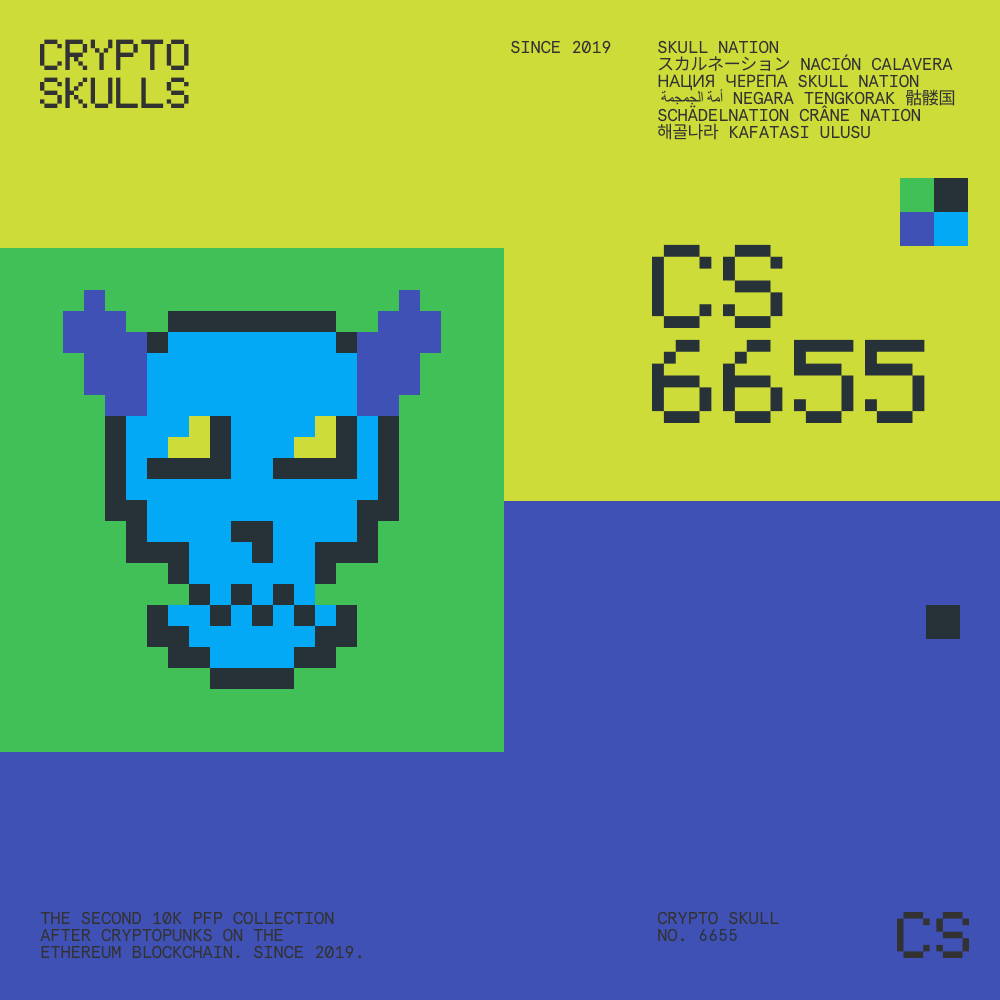 CRYPTO
SKULLS
SINCE 2019
SKULL NATION
スカルネーション NACIÓN CALAVERA
НАЦИЯ ЧЕРЕПА SKULL NATION
أمة الجمجمة NEGARA TENGKORAK 骷髅国
SCHÄDELNATION CRÂNE NATION
해골나라 KAFATASI ULUSU
CS
6655
THE SECOND 10K PFP COLLECTION
AFTER CRYPTOPUNKS ON THE
ETHEREUM BLOCKCHAIN. SINCE 2019.
CRYPTO SKULL
NO. 6655
CS